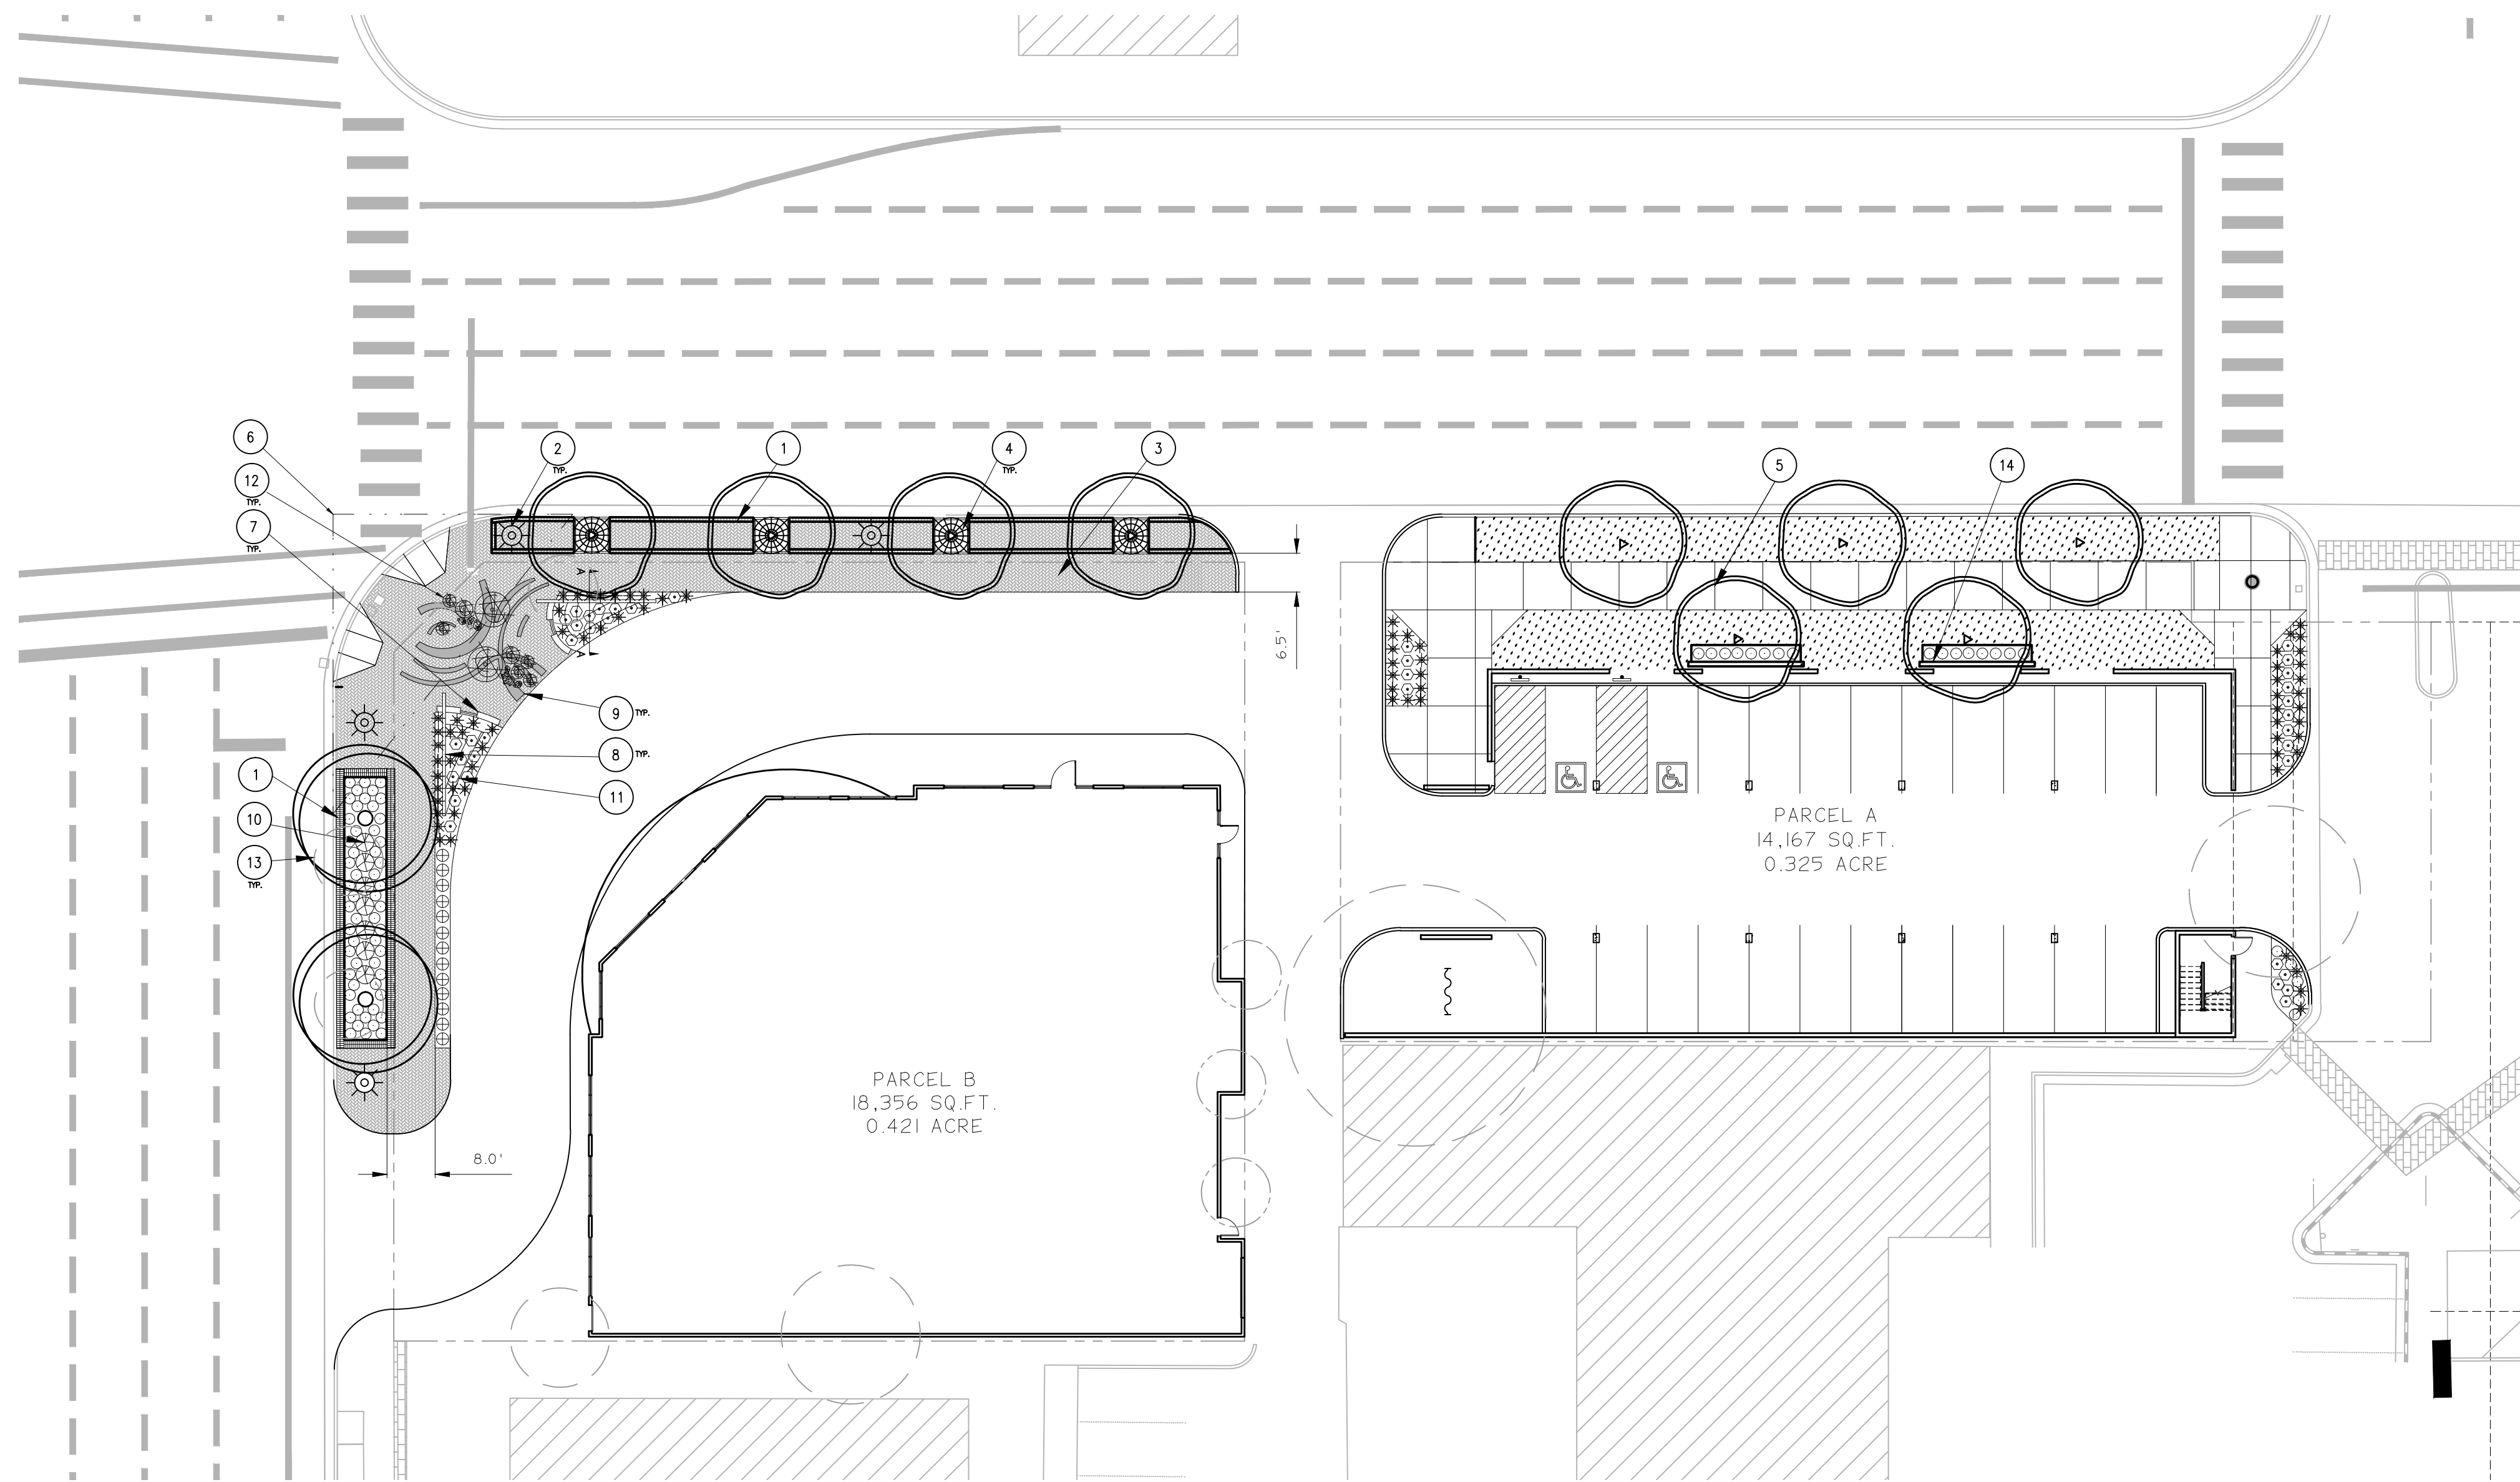 6
2
TYP.
1
4
TYP.
3
5
14
12
TYP.
7
TYP.
A
A
6.5'
9 TYP.
8 TYP.
11
1
10
13
TYP.
PARCEL A
14,167 SQ.FT.
0.325 ACRE
PARCEL B
18,356 SQ.FT.
0.421 ACRE
8.0'